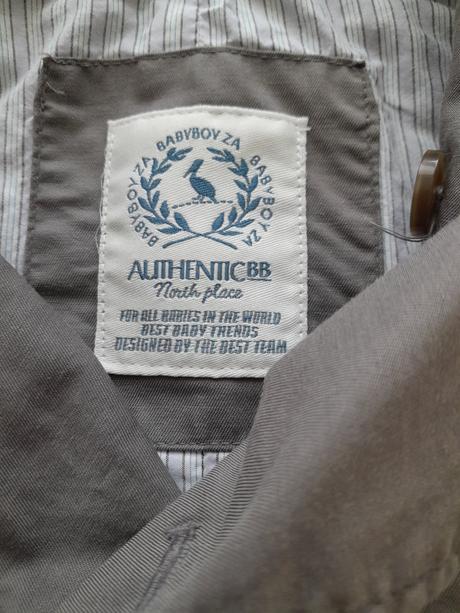 BABYBOY ZA BABYBOY ZA BABYBOY ZA
AUTHENTIC BB
North place
FOR ALL BABIES IN THE WORLD
BEST BABY TRENDS
DESIGNED BY THE BEST TEAM